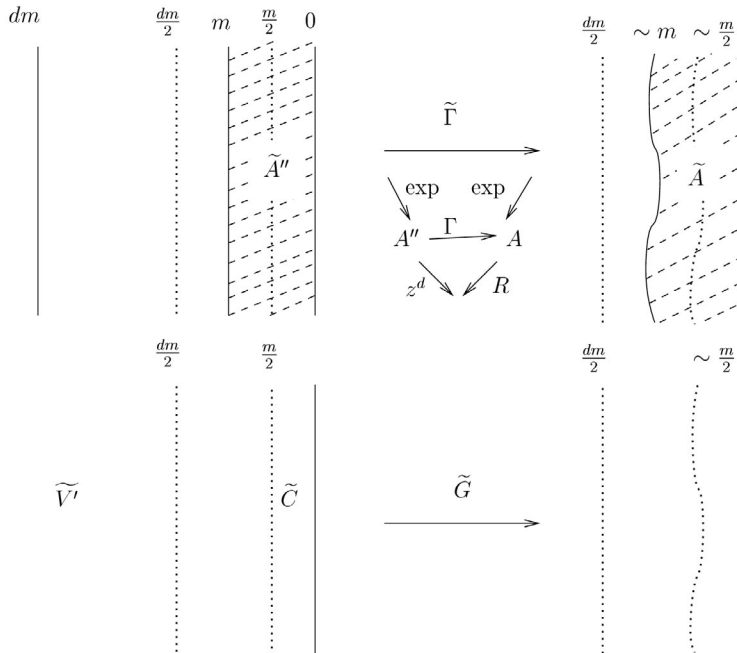 dm dm/2 m m/2 0 dm/2 ∼ m ∼ m/2
Γ̃
Ã″ Ã
exp exp
A″ Γ A
z^d R
dm/2 m/2 dm/2 ∼ m/2
Ṽ′ C̃ G̃